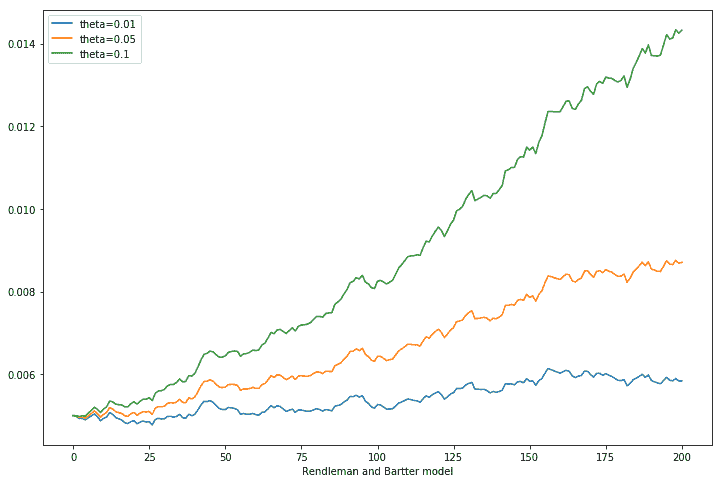 theta=0.01
theta=0.05
theta=0.1
0.014
0.012
0.010
0.008
0.006
0 25 50 75 100 125 150 175 200
Rendleman and Bartter model